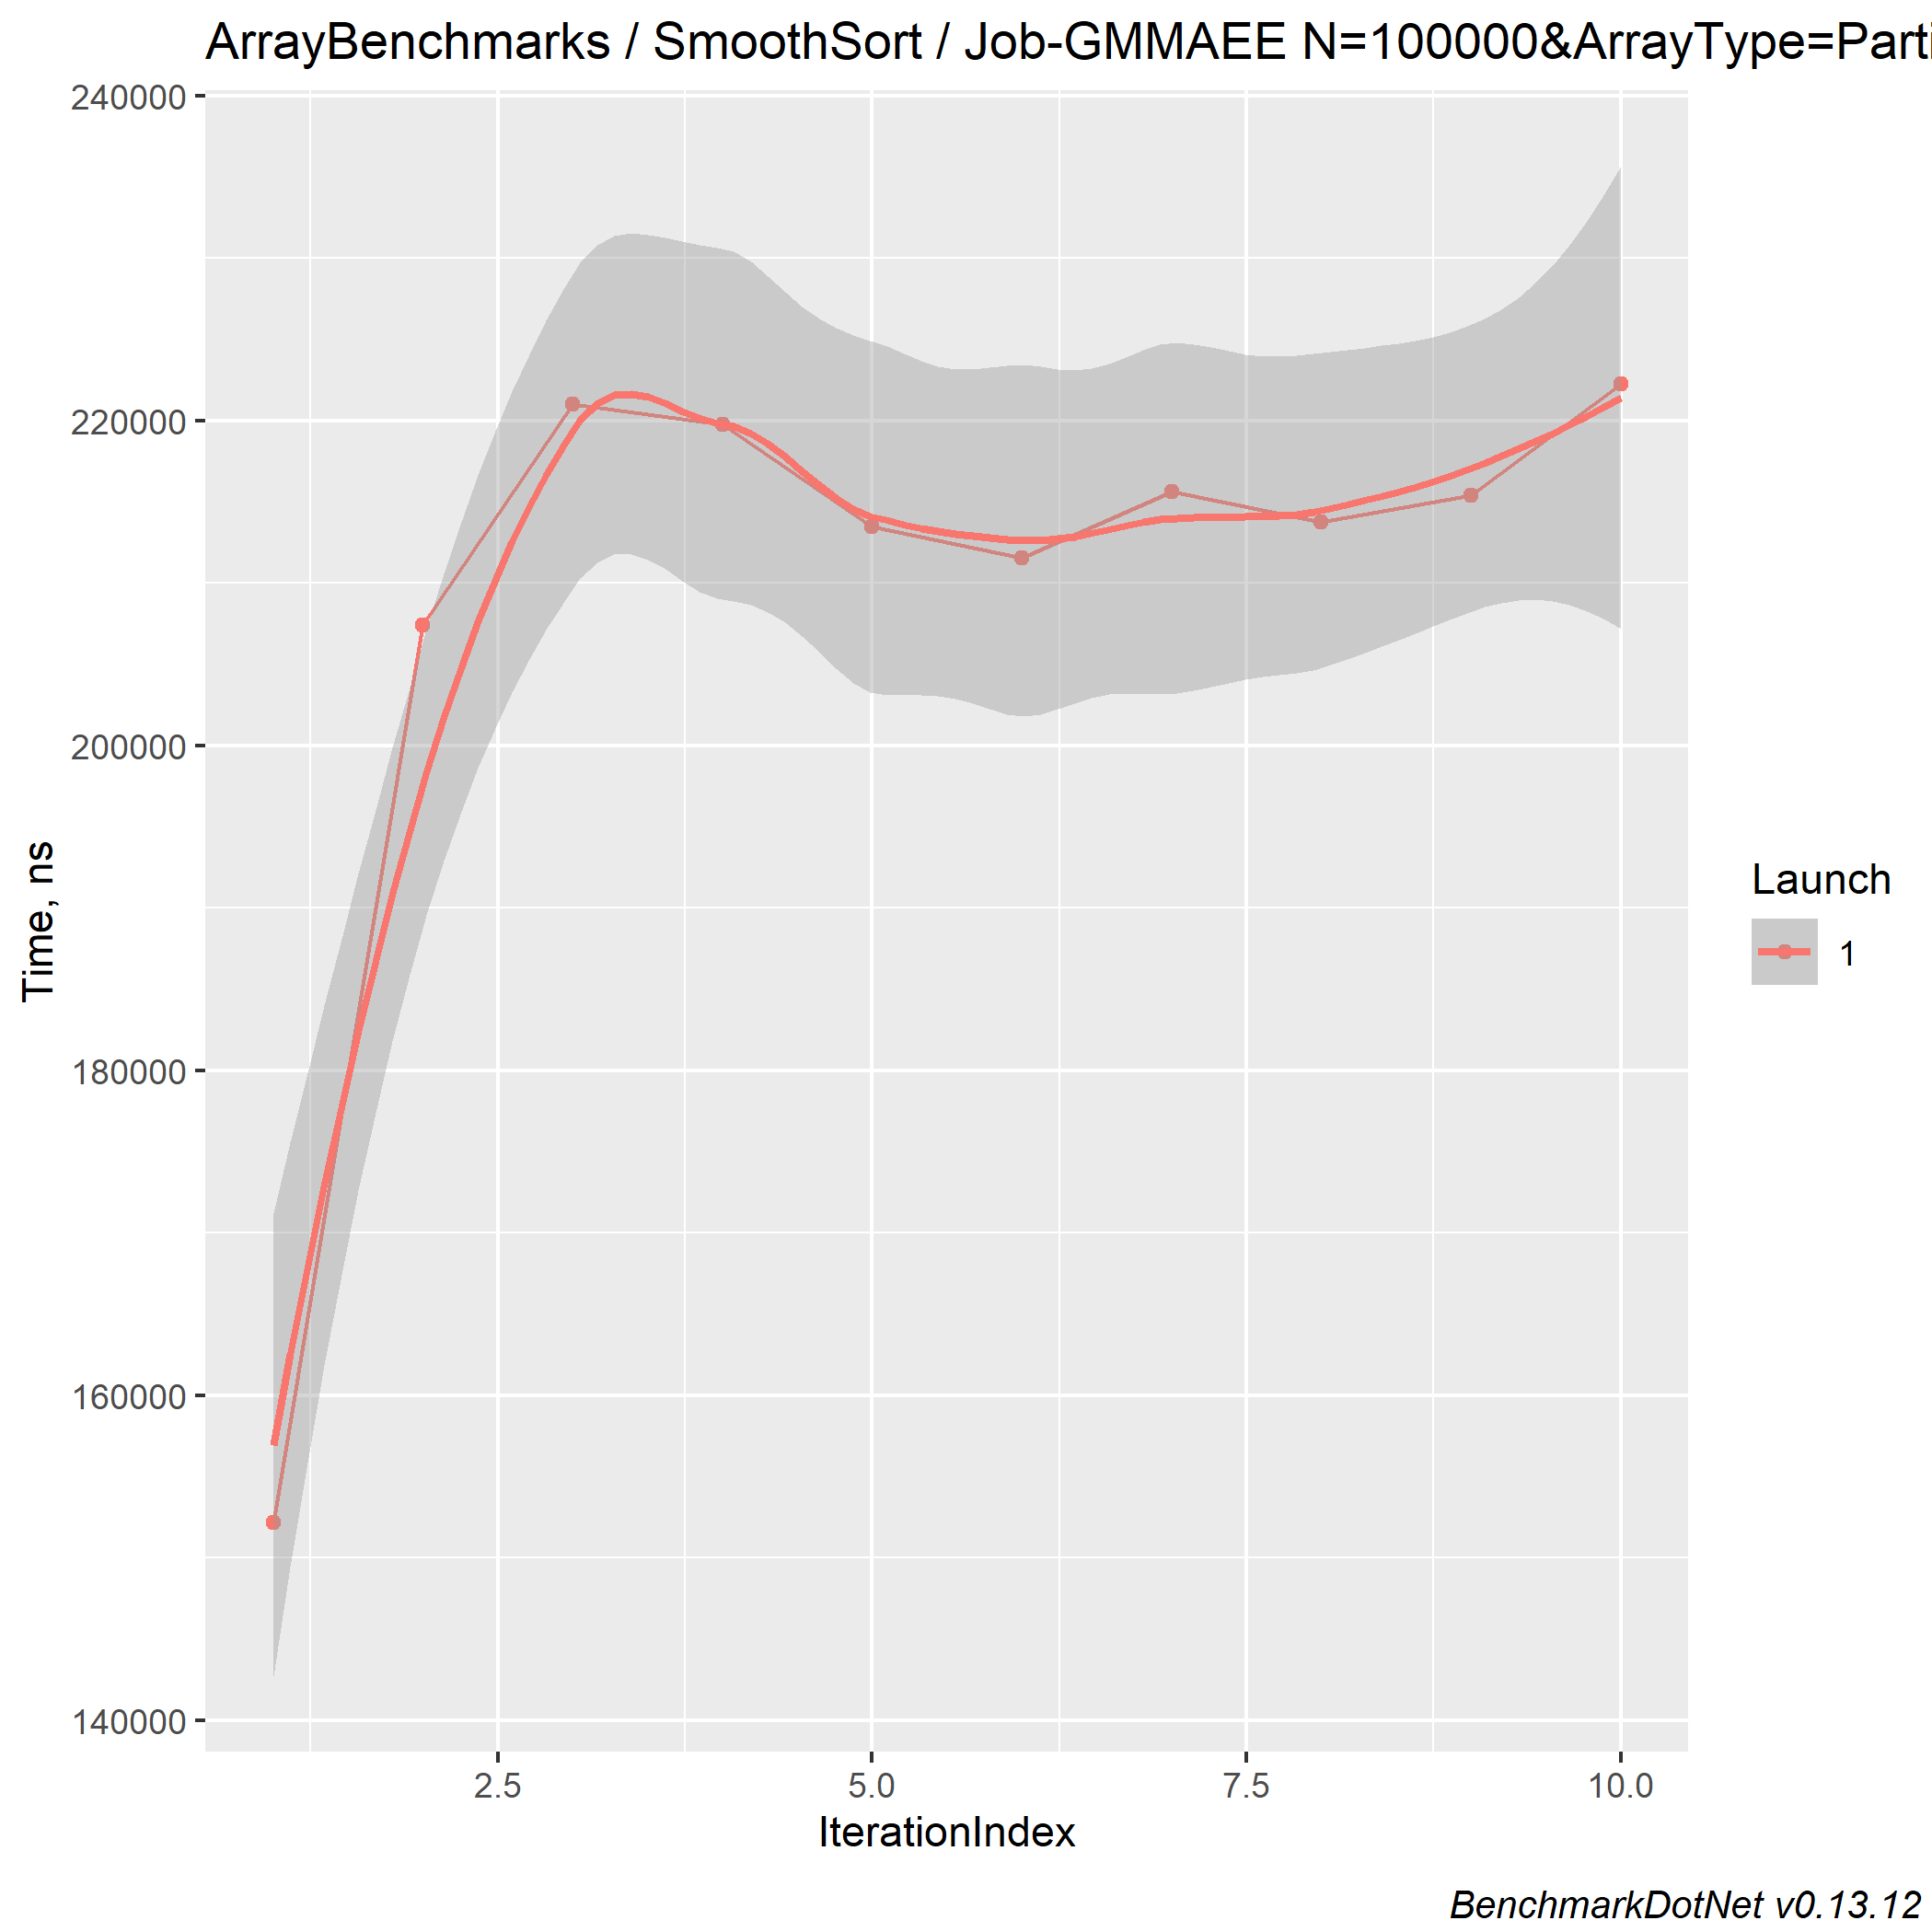 ArrayBenchmarks / SmoothSort / Job-GMMAEE N=100000&ArrayType=Parti
240000
220000
200000
180000
160000
140000
Time, ns
2.5
5.0
7.5
10.0
IterationIndex
Launch
1
BenchmarkDotNet v0.13.12